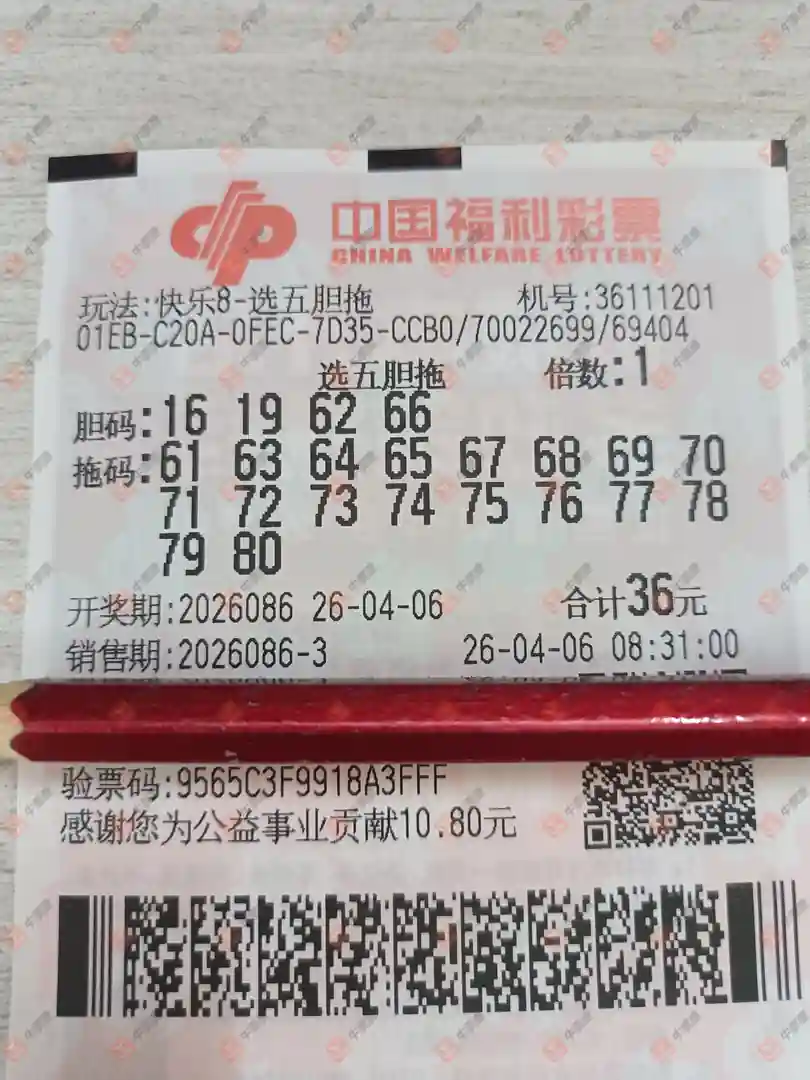 中国福利彩票
CHINA WELFARE LOTTERY
玩法:快乐8-选五胆拖 机号:36111201
01EB-C20A-0FEC-7D35-CCB0/70022699/69404
选五胆拖 倍数:1
胆码:16 19 62 66
拖码:61 63 64 65 67 68 69 70
71 72 73 74 75 76 77 78
79 80
开奖期:2026086 26-04-06 合计36元
销售期:2026086-3 26-04-06 08:31:00
验票码:9565C3F9918A3FFF
感谢您为公益事业贡献10.80元